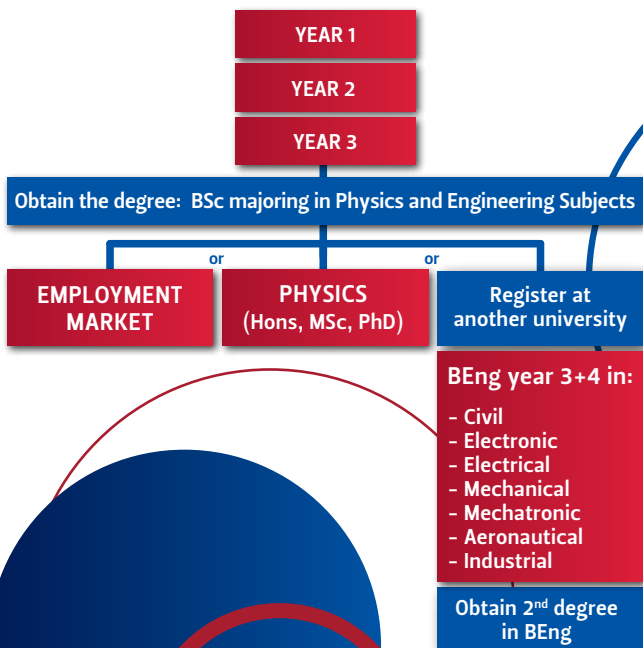 YEAR 1
YEAR 2
YEAR 3
Obtain the degree: BSc majoring in Physics and Engineering Subjects
or
or
EMPLOYMENT
MARKET
PHYSICS
(Hons, MSc, PhD)
Register at
another university
BEng year 3+4 in:
- Civil
- Electronic
- Electrical
- Mechanical
- Mechatronic
- Aeronautical
- Industrial
Obtain 2nd degree
in BEng